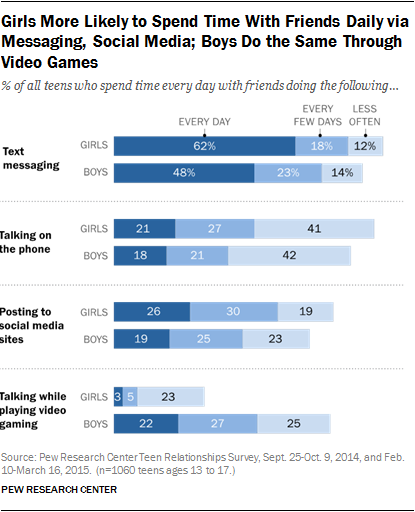 Girls More Likely to Spend Time With Friends Daily via
Messaging, Social Media; Boys Do the Same Through
Video Games
% of all teens who spend time every day with friends doing the following...
EVERY DAY
EVERY
FEW DAYS
LESS
OFTEN
Text
messaging
GIRLS 62% 18% 12%
BOYS 48% 23% 14%
Talking on
the phone
GIRLS 21 27 41
BOYS 18 21 42
Posting to
social media
sites
GIRLS 26 30 19
BOYS 19 25 23
Talking while
playing video
gaming
GIRLS 3 5 23
BOYS 22 27 25
Source: Pew Research Center Teen Relationships Survey, Sept. 25-Oct. 9, 2014, and Feb.
10-March 16, 2015. (n=1060 teens ages 13 to 17.)
PEW RESEARCH CENTER